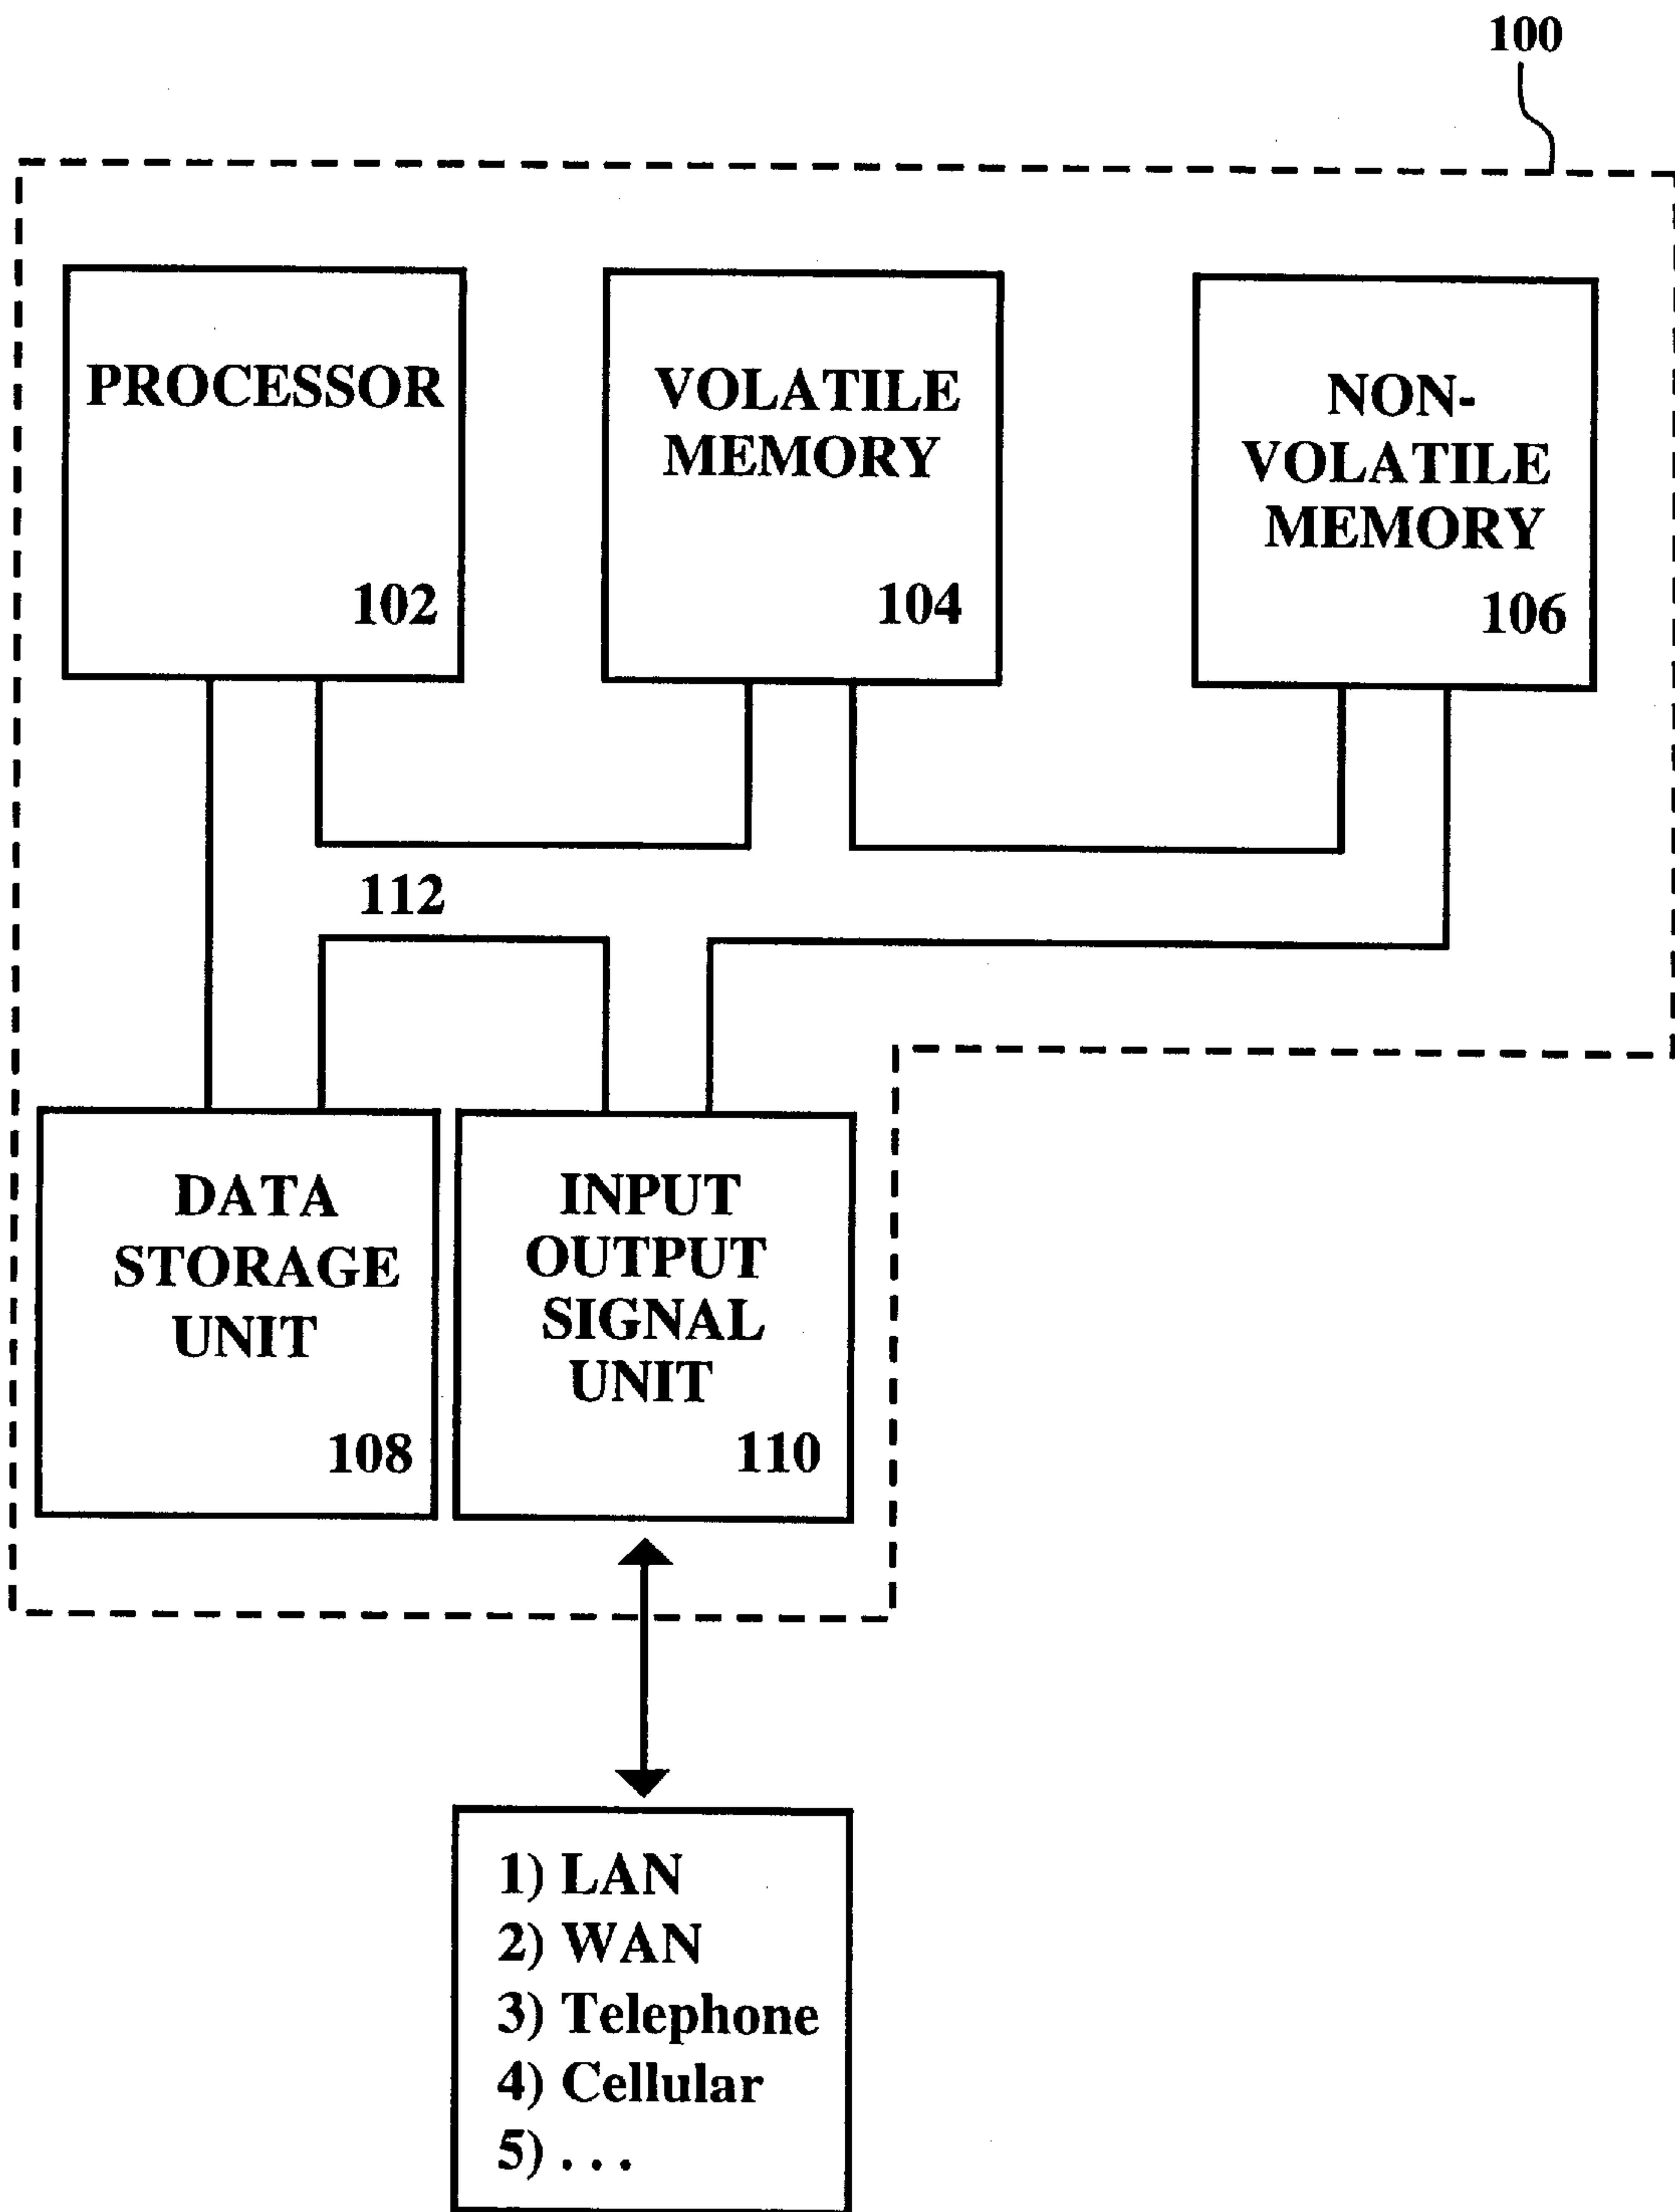 100
PROCESSOR
102
VOLATILE
MEMORY
104
NON-
VOLATILE
MEMORY
106
112
DATA
STORAGE
UNIT
108
INPUT
OUTPUT
SIGNAL
UNIT
110
1) LAN
2) WAN
3) Telephone
4) Cellular
5) . . .